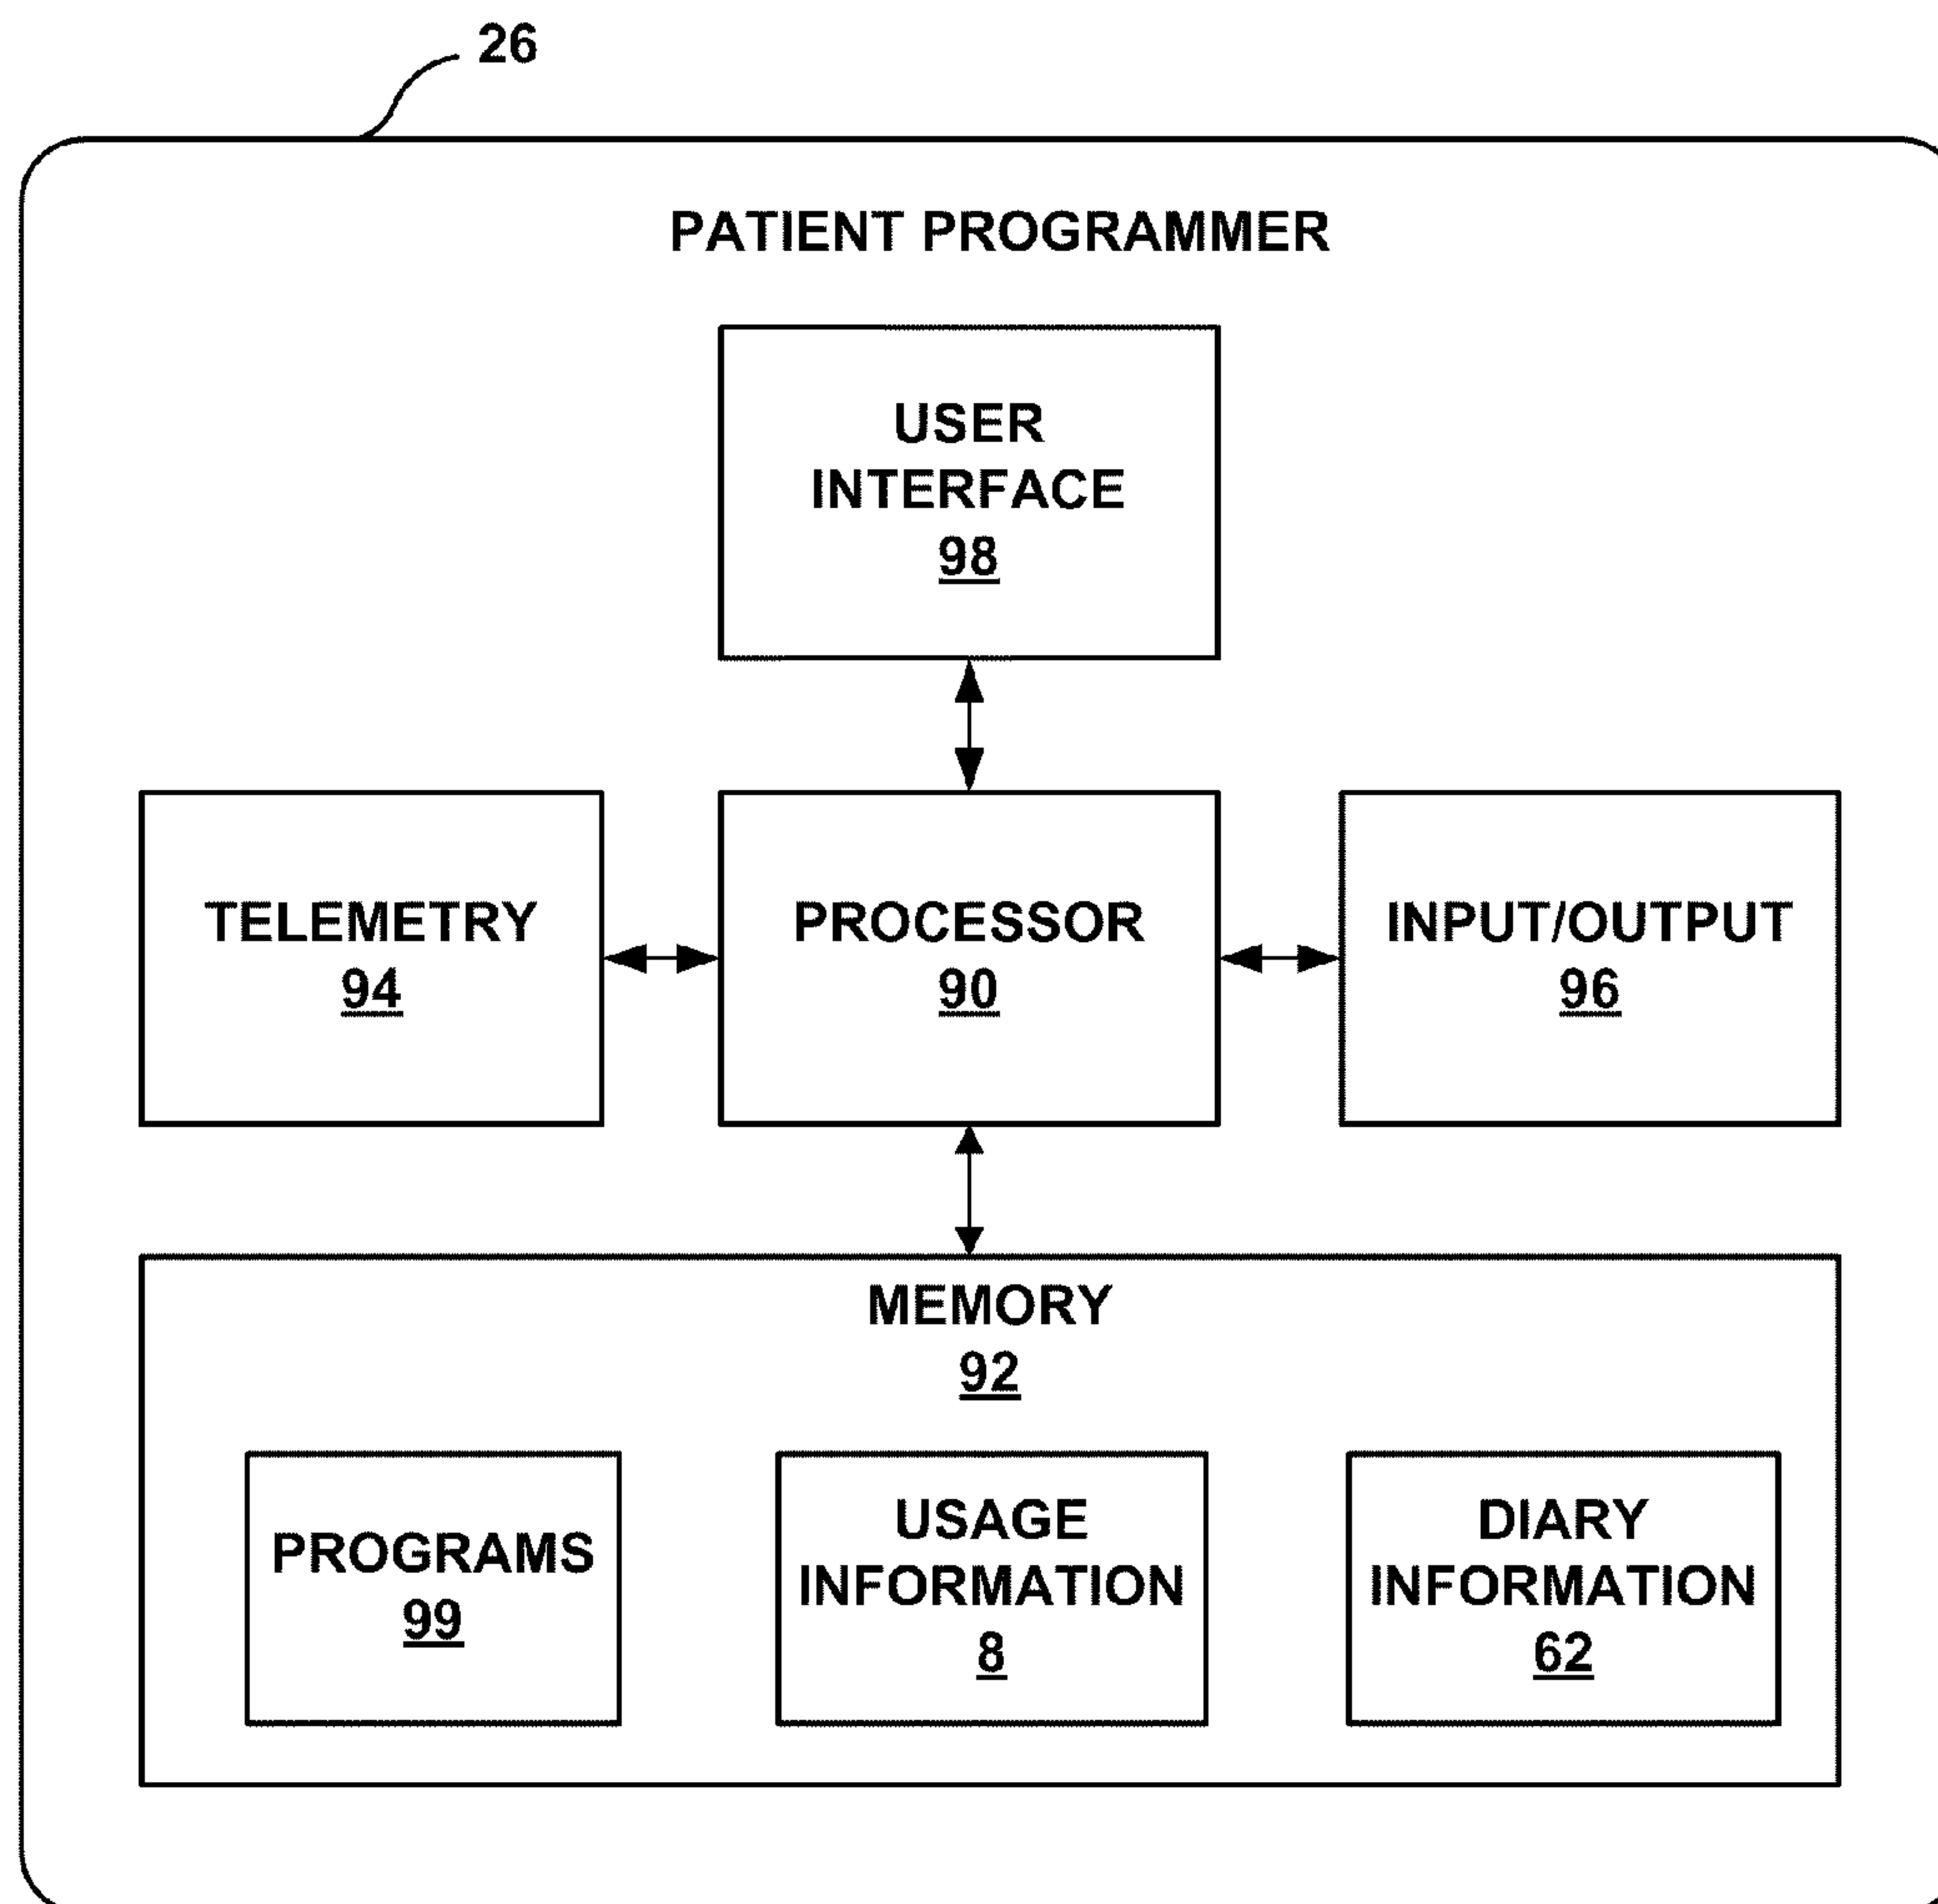 26
PATIENT PROGRAMMER
USER
INTERFACE
98
TELEMETRY
94
PROCESSOR
90
INPUT/OUTPUT
96
MEMORY
92
PROGRAMS
99
USAGE
INFORMATION
8
DIARY
INFORMATION
62